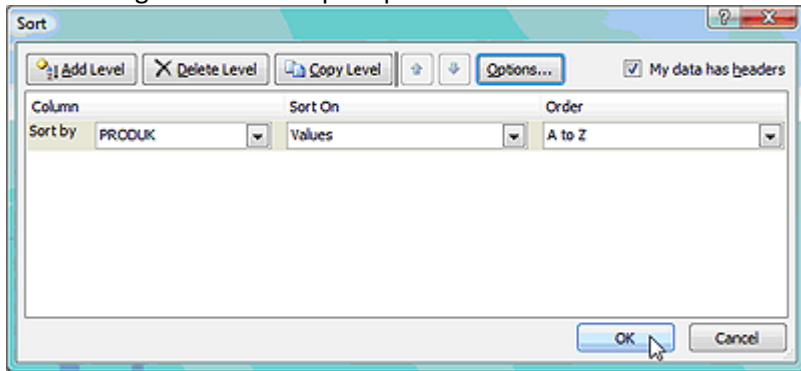 Sort
Add Level Delete Level Copy Level Options... My data has headers
Column Sort On Order
Sort by PRODUK Values A to Z
OK Cancel